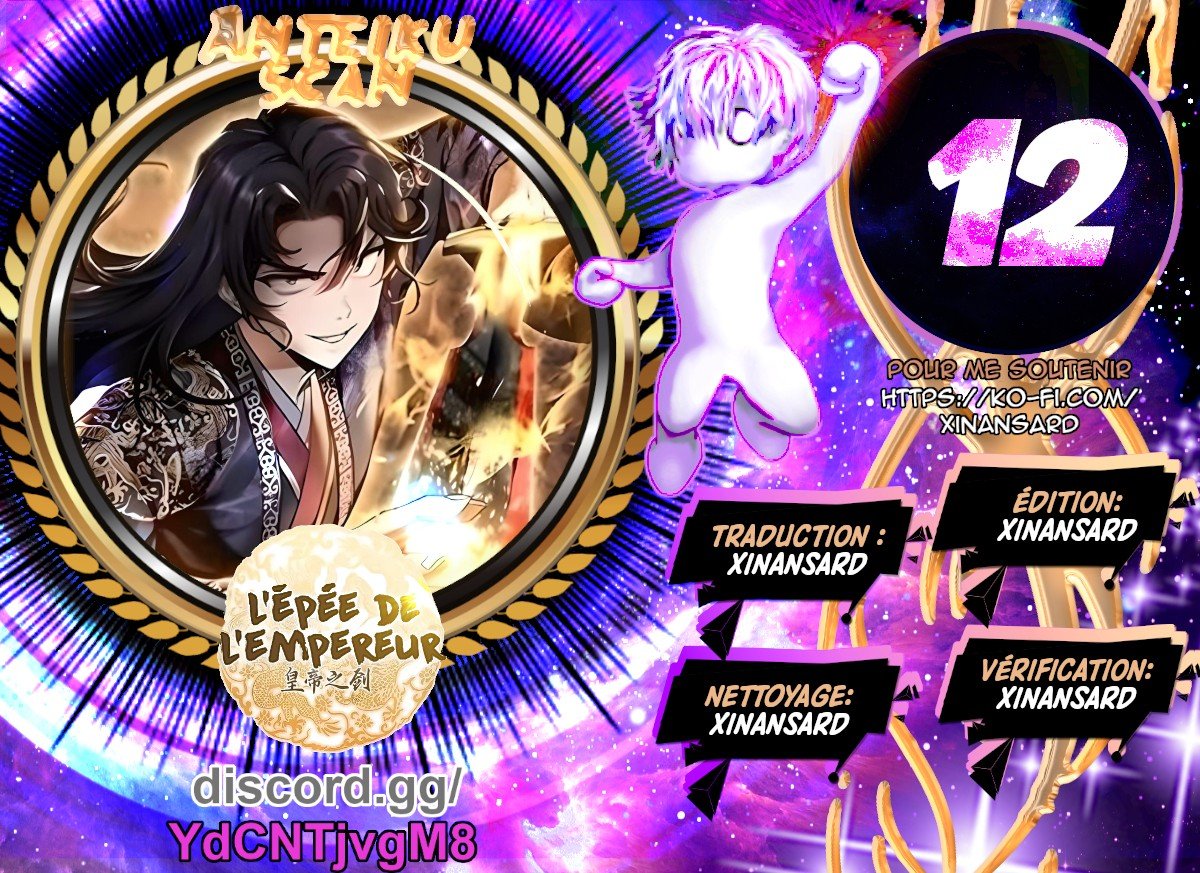 ANTEIKU
SCAN
12
POUR ME SOUTENIR
HTTPS://KO-FI.COM/
XINANSARD
TRADUCTION :
XINANSARD
ÉDITION:
XINANSARD
NETTOYAGE:
XINANSARD
VÉRIFICATION:
XINANSARD
L'ÉPÉE DE
L'EMPEREUR
皇帝之剑
discord.gg/
YdCNTjvgM8